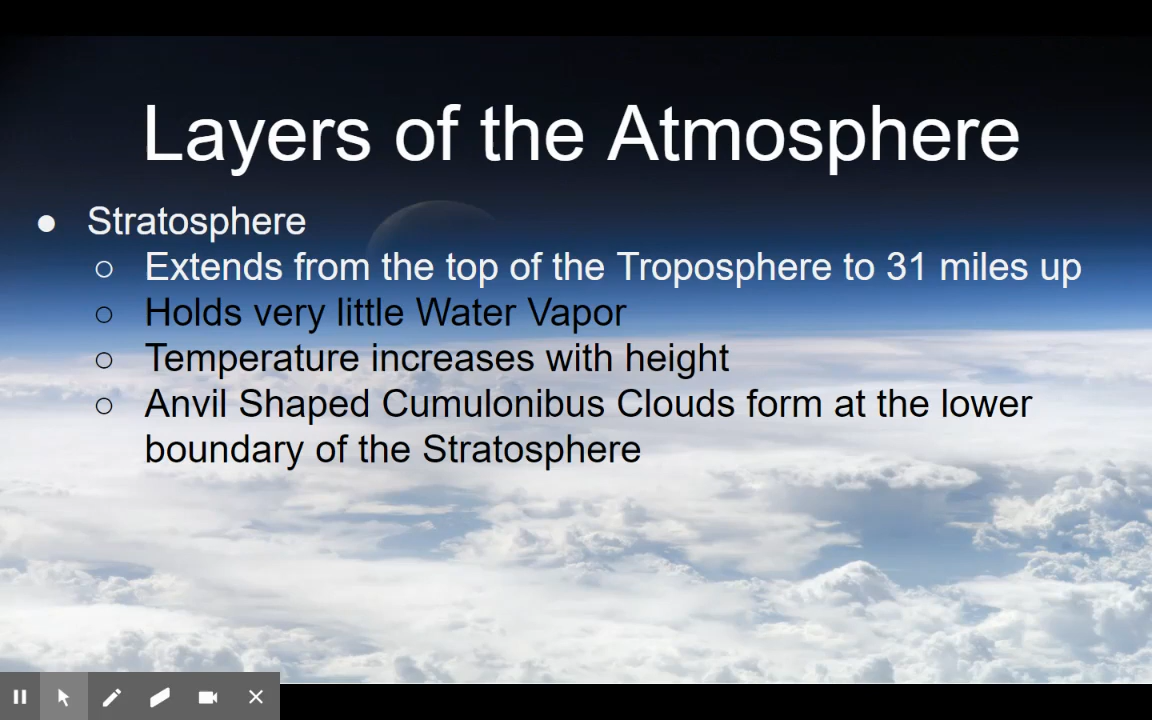 Layers of the Atmosphere
● Stratosphere
○ Extends from the top of the Troposphere to 31 miles up
○ Holds very little Water Vapor
○ Temperature increases with height
○ Anvil Shaped Cumulonibus Clouds form at the lower
boundary of the Stratosphere